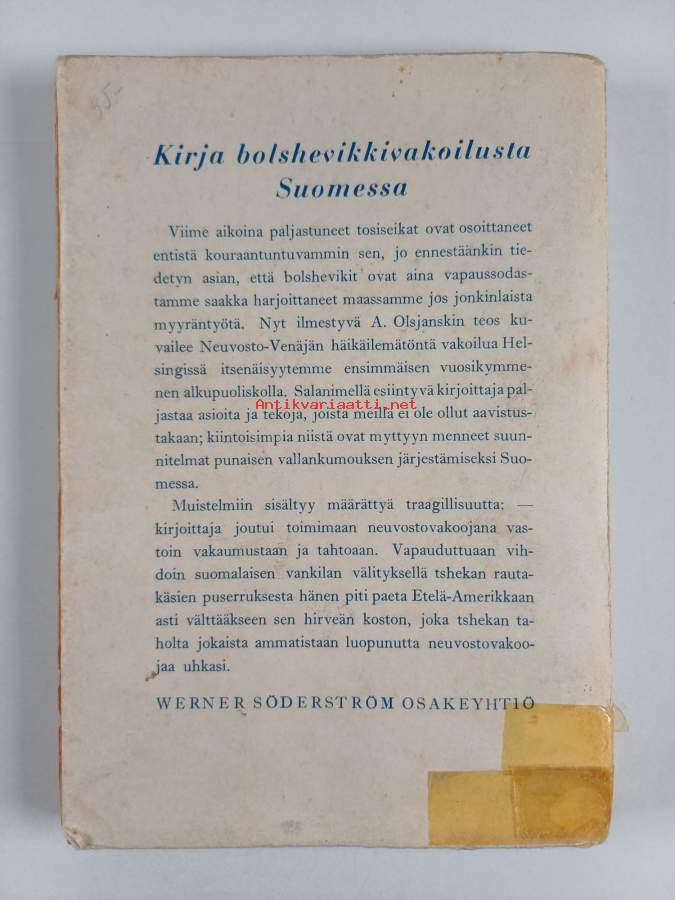 35:-
Kirja bolshevikkivakoilusta
Suomessa
Viime aikoina paljastuneet tosiseikat ovat osoittaneet
entistä kouraantuntuvammin sen, jo ennestäänkin tie-
detyn asian, että bolshevikit ovat aina vapaussodas-
tamme saakka harjoittaneet maassamme jos jonkinlaista
myyräntyötä. Nyt ilmestyvä A. Olsjanskin teos ku-
vailee Neuvosto-Venäjän häikäilemätöntä vakoilua Hel-
singissä itsenäisyytemme ensimmäisen vuosikymme-
nen alkupuoliskolla. Salanimellä esiintyvä kirjoittaja pal-
Antikvariaatti.net
jastaa asioita ja tekoja, joista meillä ei ole ollut aavistus-
takaan; kiintoisimpia niistä ovat myttyyn menneet suun-
nitelmat punaisen vallankumouksen järjestämiseksi Suo-
messa.
Muistelmiin sisältyy määrättyä traagillisuutta: —
kirjoittaja joutui toimimaan neuvostovakoojana vas-
toin vakaumustaan ja tahtoaan. Vapauduttuaan vih-
doin suomalaisen vankilan välityksellä tshekan rauta-
käsien puserruksesta hänen piti paeta Etelä-Amerikkaan
asti välttääkseen sen hirveän koston, joka tshekan ta-
holta jokaista ammatistaan luopunutta neuvostovakoo-
jaa uhkasi.
WERNER SÖDERSTRÖM OSAKEYHTIÖ